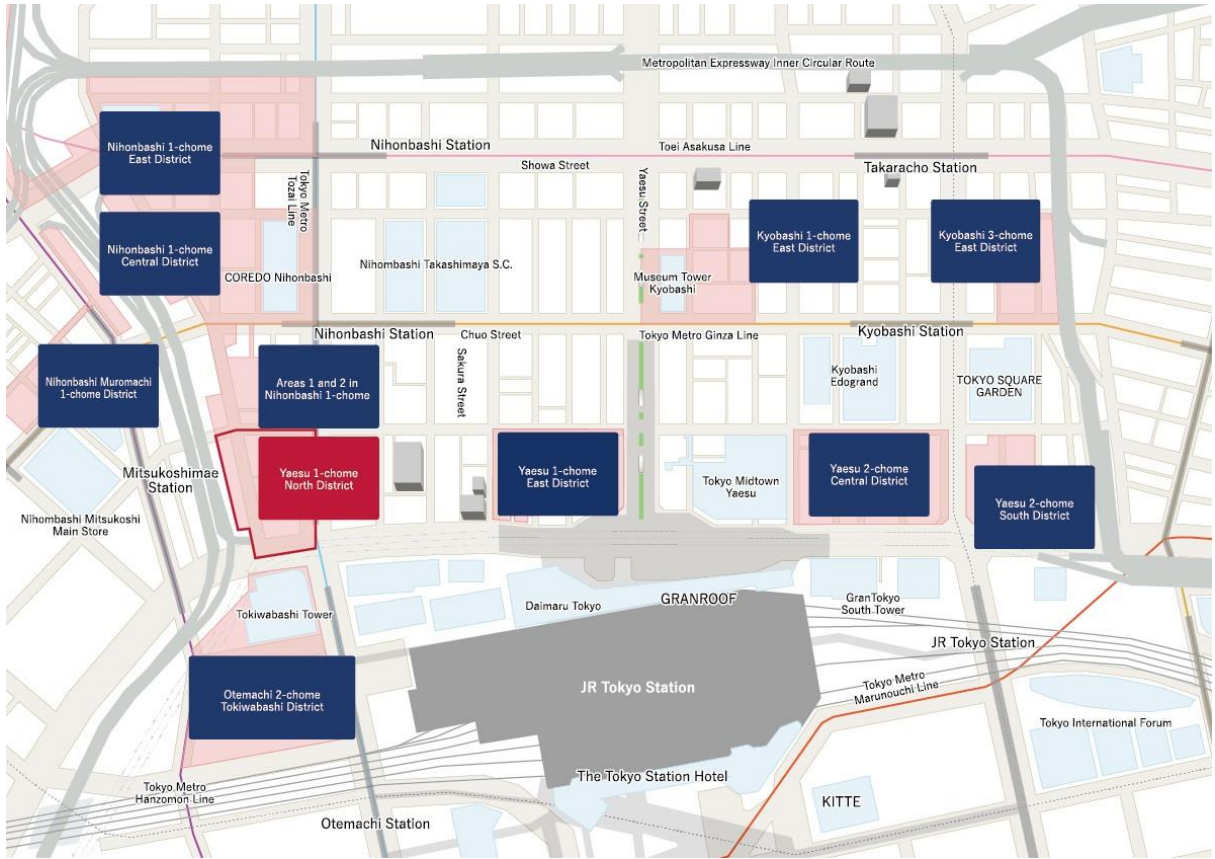 Metropolitan Expressway Inner Circular Route
Nihonbashi 1-chome
East District
Nihonbashi Station
Toei Asakusa Line
Showa Street
Takaracho Station
Tokyo Metro
Tozai Line
Yaesu Street
Nihonbashi 1-chome
Central District
COREDO Nihonbashi
Nihombashi Takashimaya S.C.
Museum Tower
Kyobashi
Kyobashi 1-chome
East District
Kyobashi 3-chome
East District
Nihonbashi Station
Chuo Street
Tokyo Metro Ginza Line
Kyobashi Station
Nihonbashi Muromachi
1-chome District
Areas 1 and 2 in
Nihonbashi 1-chome
Sakura Street
Kyobashi
Edogrand
TOKYO SQUARE
GARDEN
Mitsukoshimae
Station
Yaesu 1-chome
North District
Yaesu 1-chome
East District
Tokyo Midtown
Yaesu
Yaesu 2-chome
Central District
Yaesu 2-chome
South District
Nihombashi Mitsukoshi
Main Store
Tokiwabashi Tower
Daimaru Tokyo
GRANROOF
GranTokyo
South Tower
JR Tokyo Station
Otemachi 2-chome
Tokiwabashi District
JR Tokyo Station
Tokyo Metro
Marunouchi Line
Tokyo International Forum
The Tokyo Station Hotel
Tokyo Metro
Hanzomon Line
Otemachi Station
KITTE